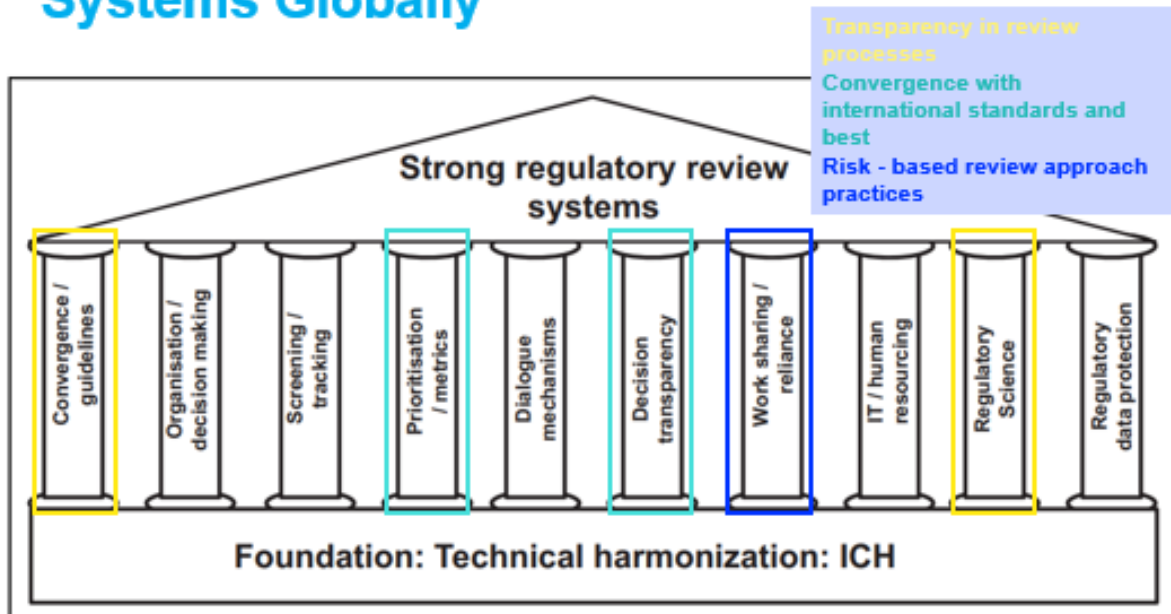 Systems Globally
Transparency in review
processes
Convergence with
international standards and
best
Risk - based review approach
practices
Strong regulatory review
systems
Convergence /
guidelines
Organisation /
decision making
Screening /
tracking
Prioritisation
/ metrics
Dialogue
mechanisms
Decision
transparency
Work sharing /
reliance
IT / human
resourcing
Regulatory
Science
Regulatory
data protection
Foundation: Technical harmonization: ICH